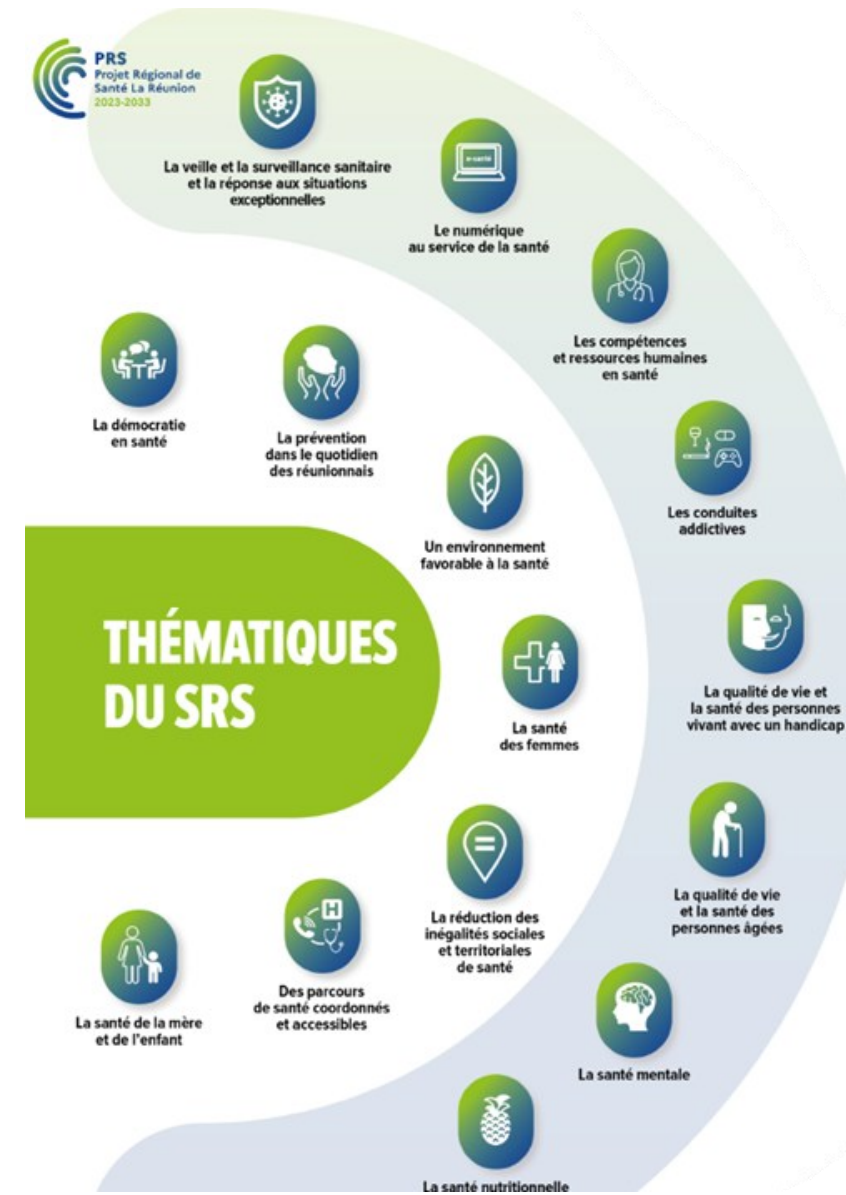 PRS
Projet Régional de
Santé La Réunion
2023-2033
La veille et la surveillance sanitaire
et la réponse aux situations
exceptionnelles
e-santé
Le numérique
au service de la santé
Les compétences
et ressources humaines
en santé
La démocratie
en santé
La prévention
dans le quotidien
des réunionnais
Les conduites
addictives
Un environnement
favorable à la santé
THÉMATIQUES
DU SRS
La qualité de vie et
la santé des personnes
vivant avec un handicap
La santé
des femmes
La qualité de vie
et la santé des
personnes âgées
La réduction des
inégalités sociales
et territoriales
de santé
H
Des parcours
de santé coordonnés
et accessibles
La santé de la mère
et de l'enfant
La santé mentale
La santé nutritionnelle